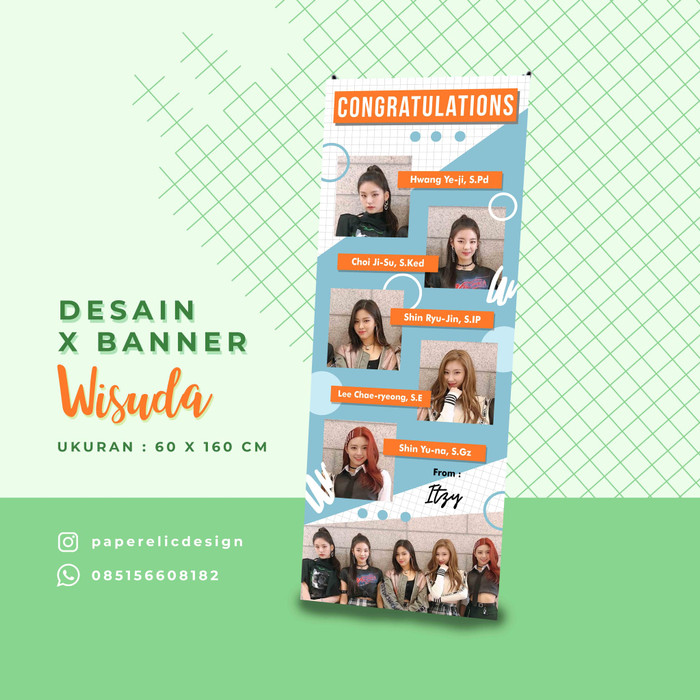 DESAIN
X BANNER
Wisuda
UKURAN : 60 X 160 CM
paperelicdesign
085156608182
CONGRATULATIONS
Hwang Ye-ji, S.Pd
Choi Ji-Su, S.Ked
Shin Ryu-Jin, S.IP
Lee Chae-ryeong, S.E
Shin Yu-na, S.Gz
From :
Itzy